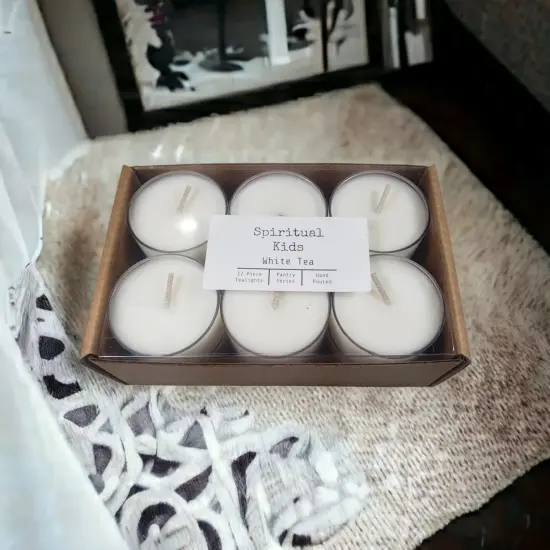 Spiritual
Kids
White Tea
12 Piece Pantry Hand
Tealights Series Poured